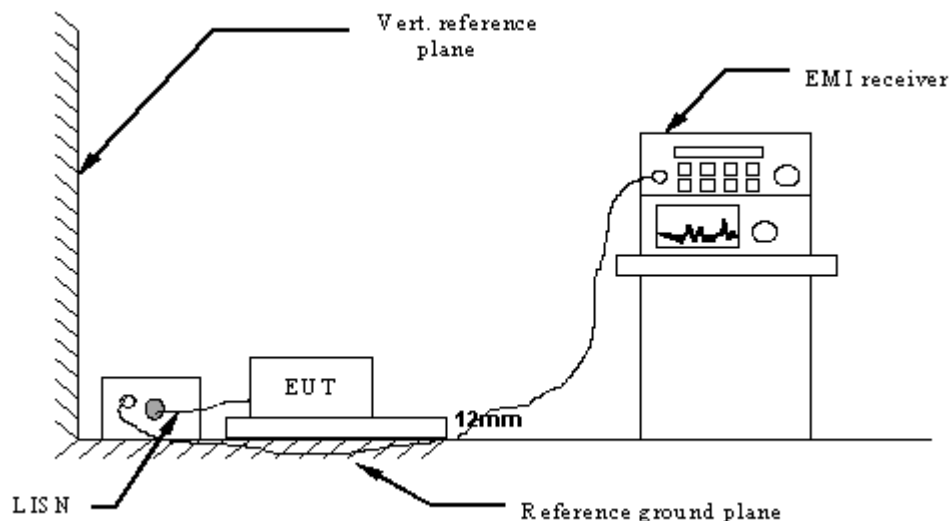 Vert. reference
plane
EMI receiver
EUT
12mm
LISN
Reference ground plane